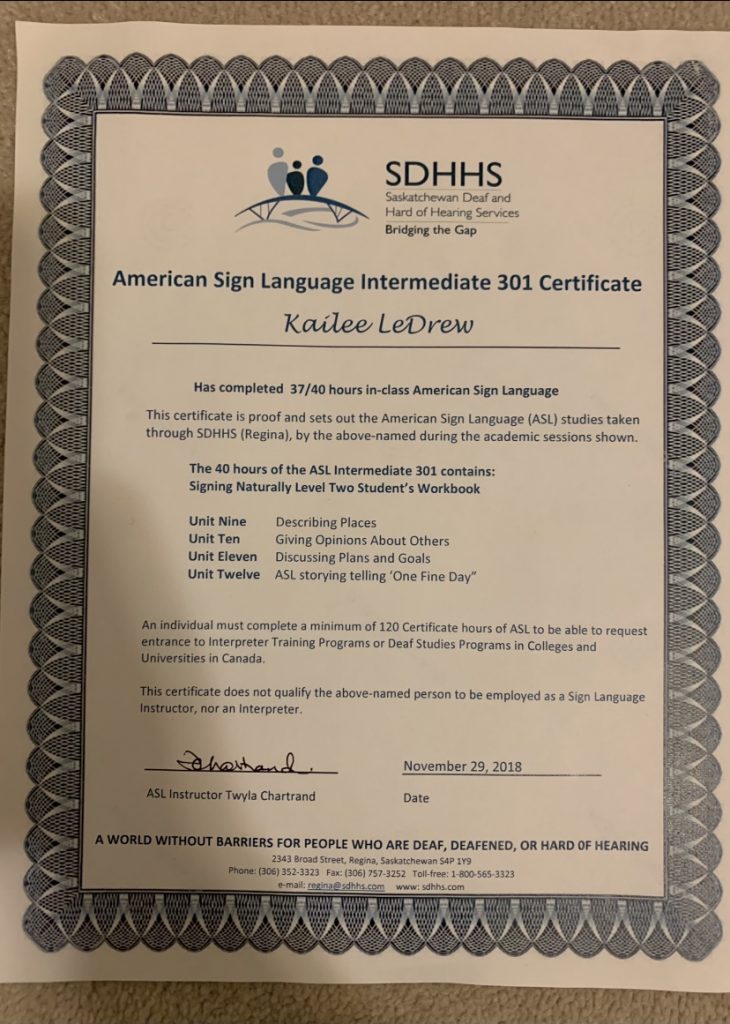 SDHHS
Saskatchewan Deaf and
Hard of Hearing Services
Bridging the Gap
American Sign Language Intermediate 301 Certificate
Kailee LeDrew
Has completed 37/40 hours in-class American Sign Language
This certificate is proof and sets out the American Sign Language (ASL) studies taken
through SDHHS (Regina), by the above-named during the academic sessions shown.
The 40 hours of the ASL Intermediate 301 contains:
Signing Naturally Level Two Student's Workbook
Unit Nine Describing Places
Unit Ten Giving Opinions About Others
Unit Eleven Discussing Plans and Goals
Unit Twelve ASL storying telling 'One Fine Day"
An individual must complete a minimum of 120 Certificate hours of ASL to be able to request
entrance to Interpreter Training Programs or Deaf Studies Programs in Colleges and
Universities in Canada.
This certificate does not qualify the above-named person to be employed as a Sign Language
Instructor, nor an Interpreter.
TChartrand. November 29, 2018
ASL Instructor Twyla Chartrand Date
A WORLD WITHOUT BARRIERS FOR PEOPLE WHO ARE DEAF, DEAFENED, OR HARD OF HEARING
2343 Broad Street, Regina, Saskatchewan S4P 1Y9
Phone: (306) 352-3323 Fax: (306) 757-3252 Toll-free: 1-800-565-3323
e-mail: regina@sdhhs.com www: sdhhs.com